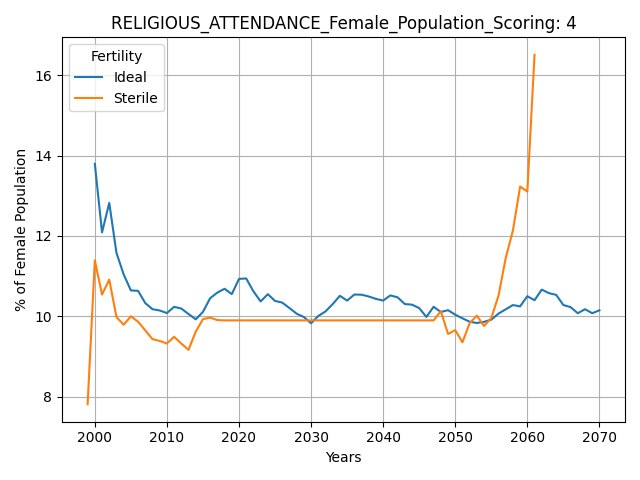 RELIGIOUS_ATTENDANCE_Female_Population_Scoring: 4
Fertility
Ideal
Sterile
% of Female Population
16
14
12
10
8
2000 2010 2020 2030 2040 2050 2060 2070
Years